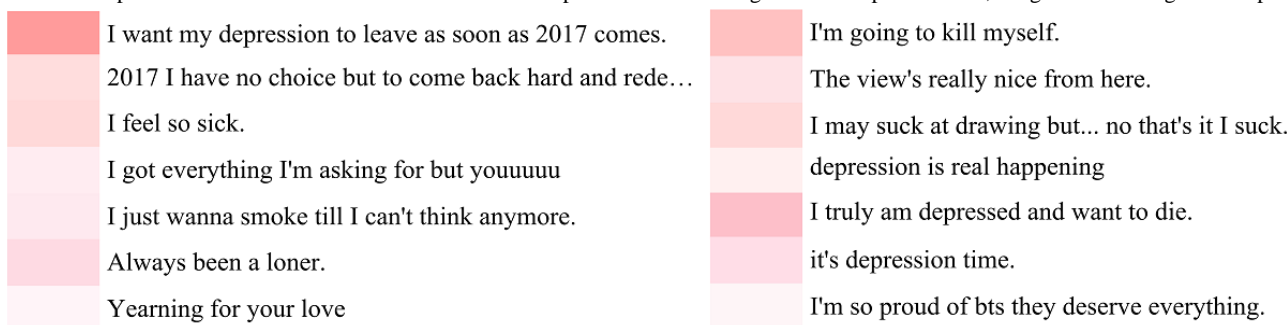 I want my depression to leave as soon as 2017 comes.
2017 I have no choice but to come back hard and rede…
I feel so sick.
I got everything I'm asking for but youuuuu
I just wanna smoke till I can't think anymore.
Always been a loner.
Yearning for your love
I'm going to kill myself.
The view's really nice from here.
I may suck at drawing but... no that's it I suck.
depression is real happening
I truly am depressed and want to die.
it's depression time.
I'm so proud of bts they deserve everything.